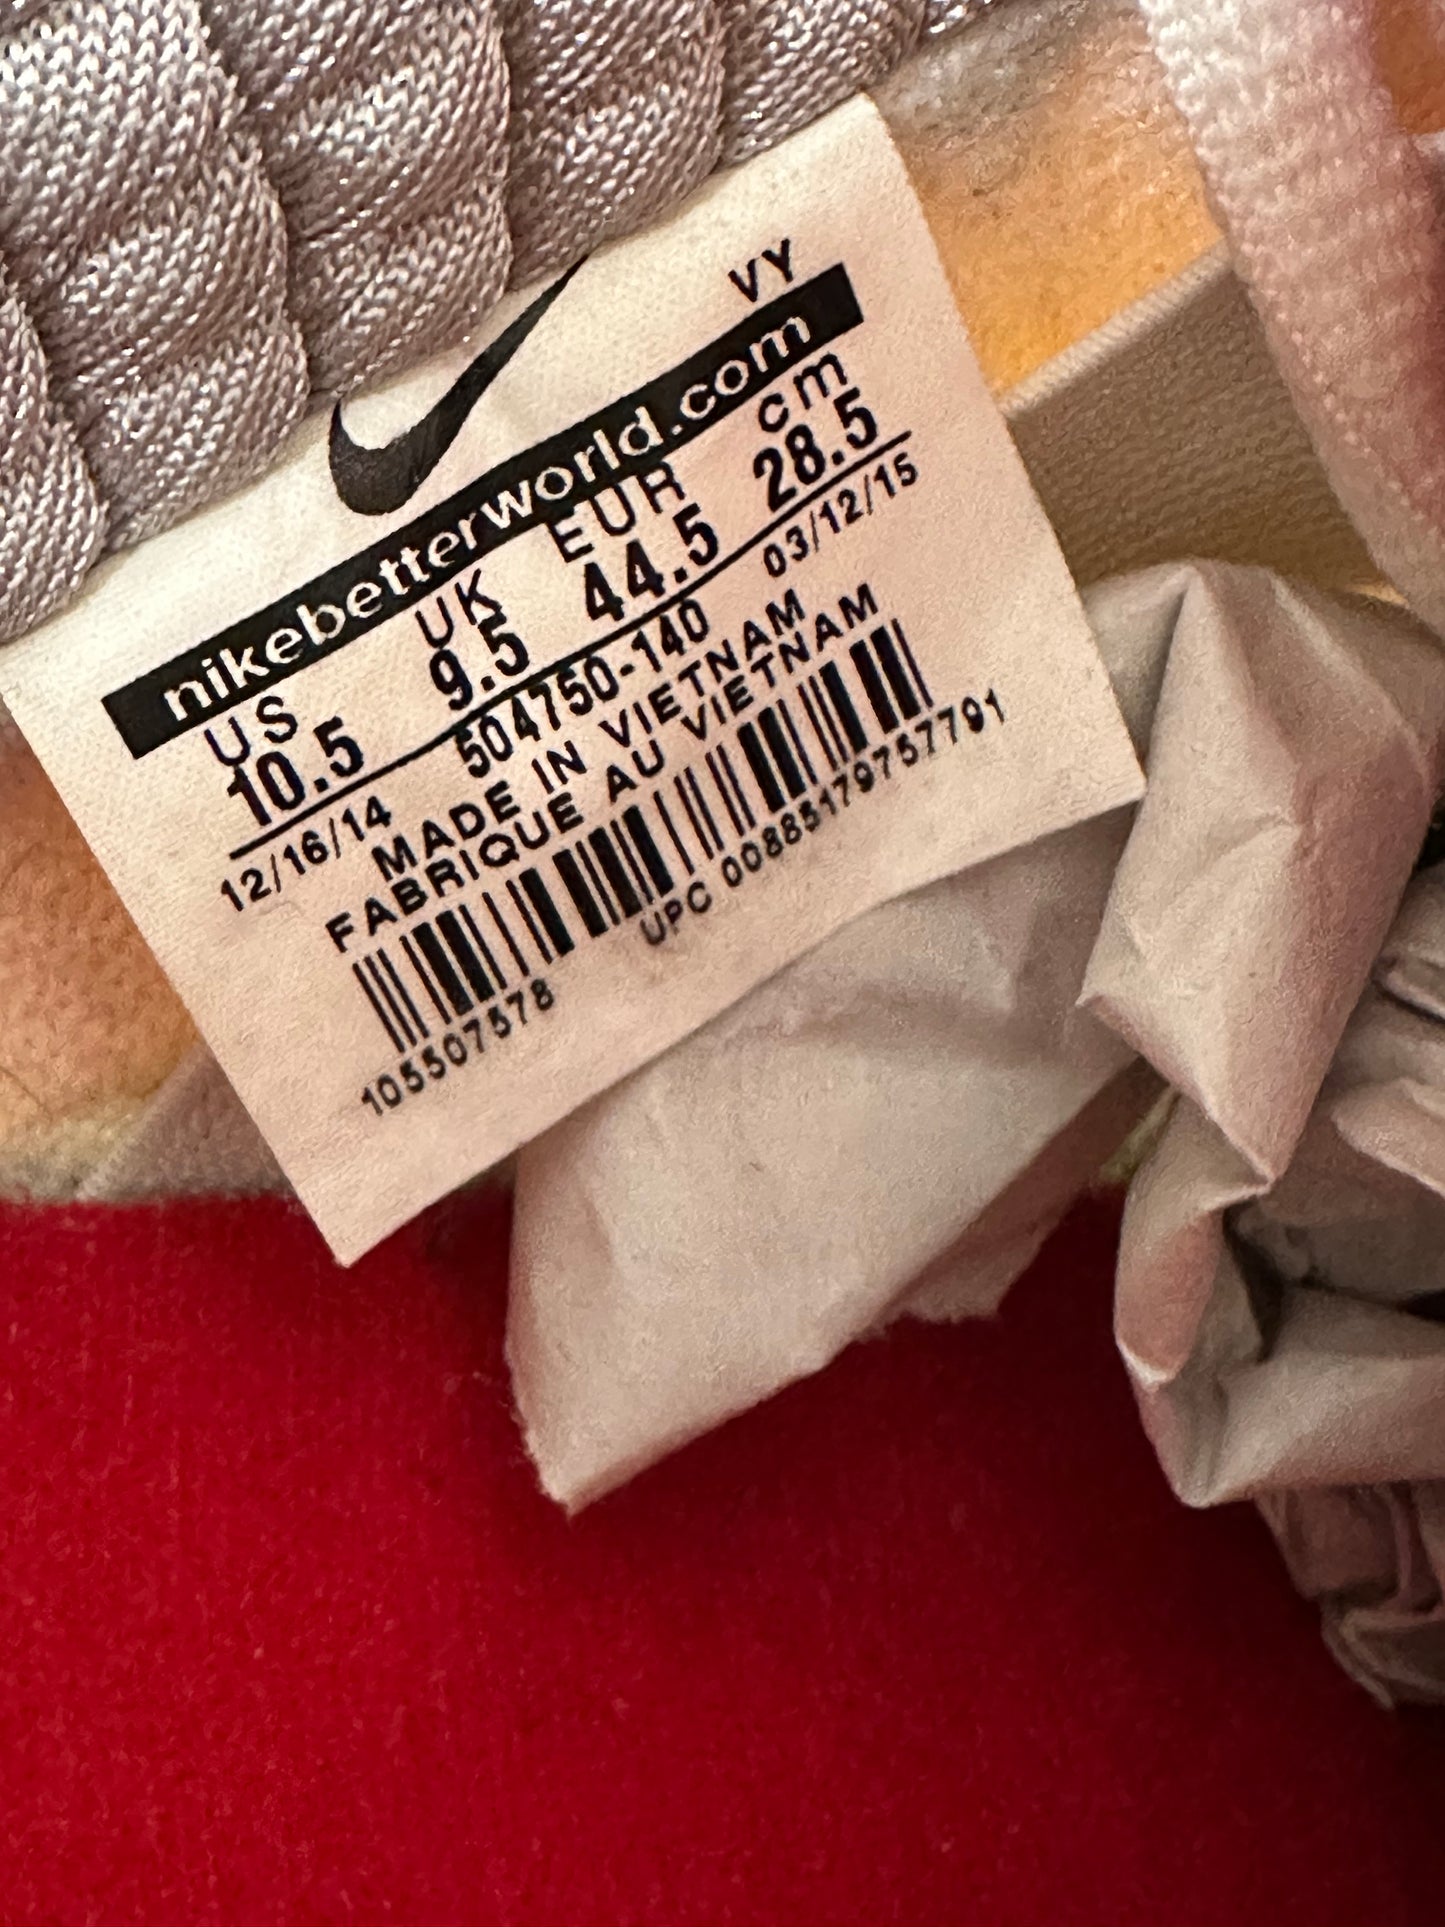 VY
nikebetterworld.com
US UK EUR cm
10.5 9.5 44.5 28.5
12/16/14 504750-140 03/12/15
MADE IN VIETNAM
FABRIQUE AU VIETNAM
105507578 UPC 00885179757791